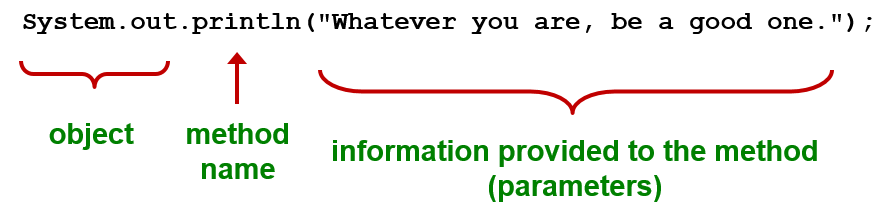 System.out.println("Whatever you are, be a good one.");
object
method
name
information provided to the method
(parameters)